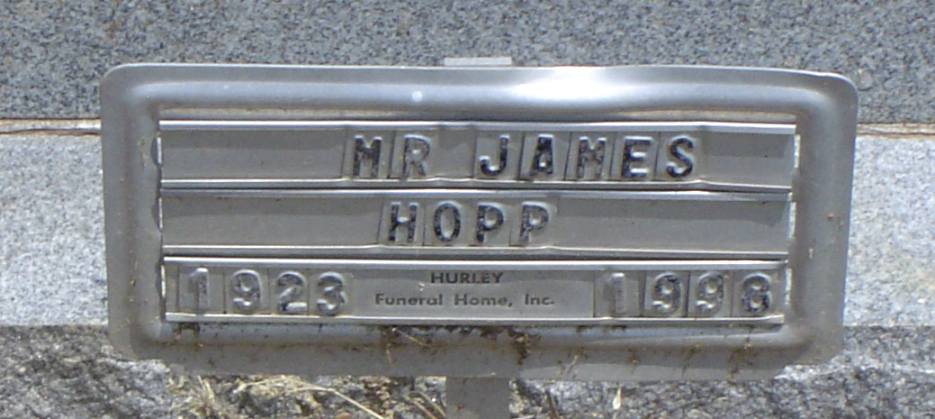 MR JAMES
HOPP
HURLEY
1923 Funeral Home, Inc. 1998